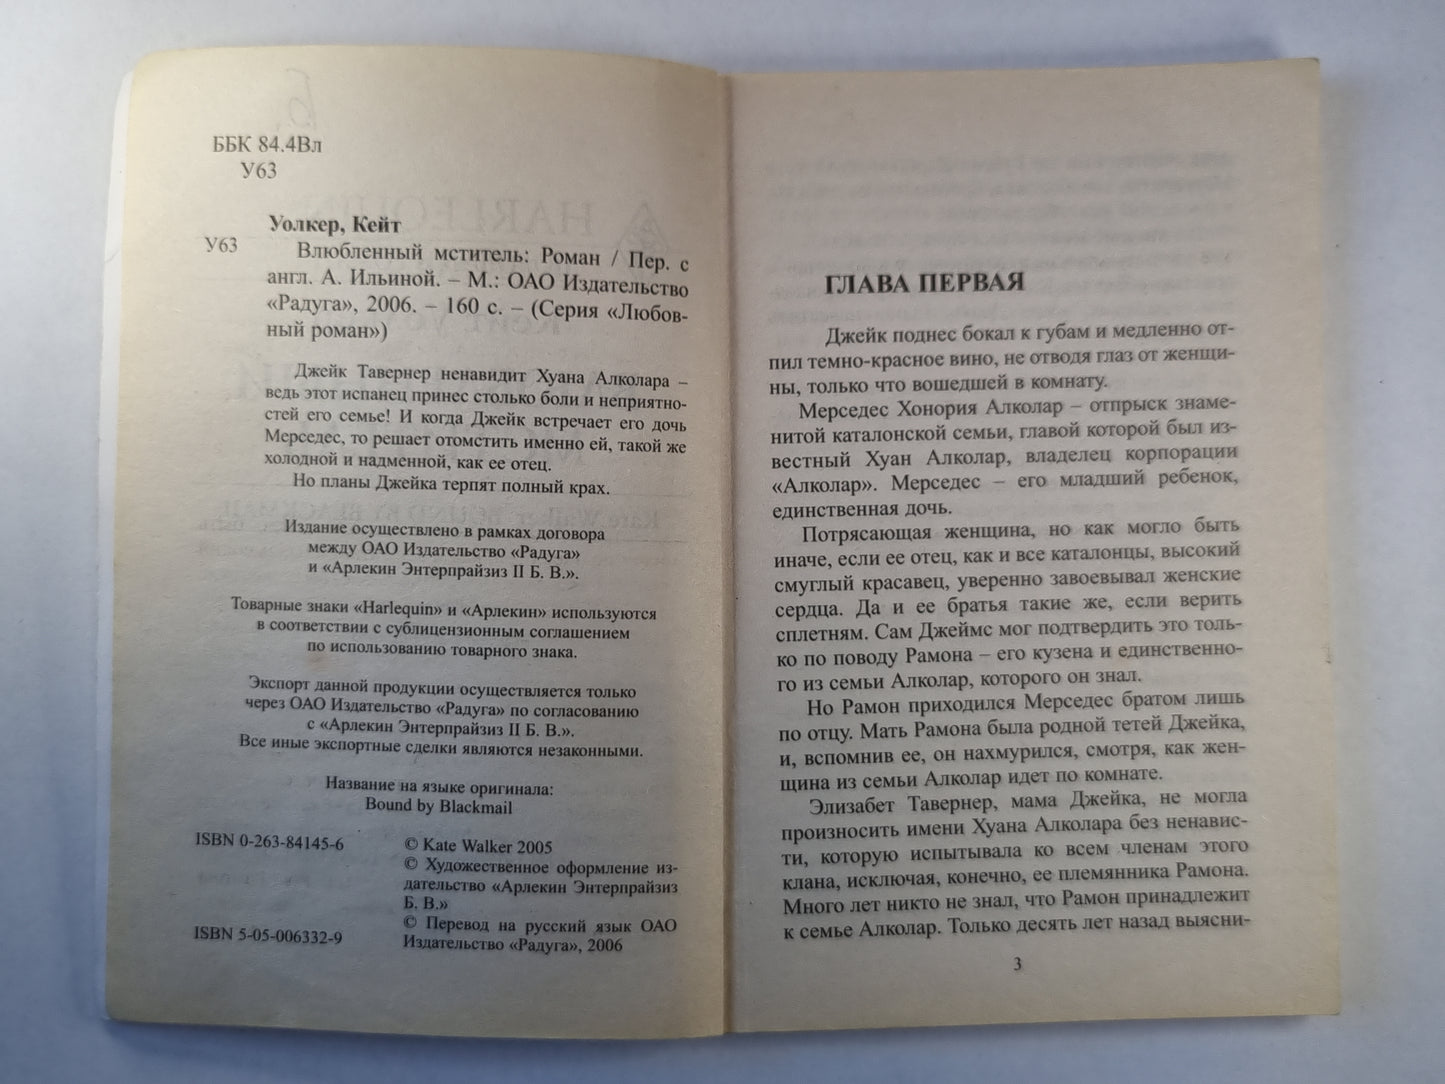 ББК 84.4Вл
У63
Уолкер, Кейт
У63
Влюбленный мститель: Роман / Пер. с
англ. А. Ильиной. – М.: ОАО Издательство
«Радуга», 2006. – 160 с. – (Серия «Любов-
ный роман»)
Джейк Тавернер ненавидит Хуана Алколара –
ведь этот испанец принес столько боли и неприятно-
стей его семье! И когда Джейк встречает его дочь
Мерседес, то решает отомстить именно ей, такой же
холодной и надменной, как ее отец.
Но планы Джейка терпят полный крах.
Издание осуществлено в рамках договора
между ОАО Издательство «Радуга»
и «Арлекин Энтерпрайзиз II Б. В.».
Товарные знаки «Harlequin» и «Арлекин» используются
в соответствии с сублицензионным соглашением
по использованию товарного знака.
Экспорт данной продукции осуществляется только
через ОАО Издательство «Радуга» по согласованию
с «Арлекин Энтерпрайзиз II Б. В.».
Все иные экспортные сделки являются незаконными.
Название на языке оригинала:
Bound by Blackmail
ISBN 0-263-84145-6
© Kate Walker 2005
© Художественное оформление из-
дательство «Арлекин Энтерпрайзиз
Б. В.»
© Перевод на русский язык ОАО
Издательство «Радуга», 2006
ISBN 5-05-006332-9
ГЛАВА ПЕРВАЯ
Джейк поднес бокал к губам и медленно от-
пил темно-красное вино, не отводя глаз от женщи-
ны, только что вошедшей в комнату.
Мерседес Хонория Алколар – отпрыск знаме-
нитой каталонской семьи, главой которой был из-
вестный Хуан Алколар, владелец корпорации
«Алколар». Мерседес – его младший ребенок,
единственная дочь.
Потрясающая женщина, но как могло быть
иначе, если ее отец, как и все каталонцы, высокий
смуглый красавец, уверенно завоевывал женские
сердца. Да и ее братья такие же, если верить
сплетням. Сам Джеймс мог подтвердить это толь-
ко по поводу Рамона – его кузена и единственно-
го из семьи Алколар, которого он знал.
Но Рамон приходился Мерседес братом лишь
по отцу. Мать Рамона была родной тетей Джейка,
и, вспомнив ее, он нахмурился, смотря, как жен-
щина из семьи Алколар идет по комнате.
Элизабет Тавернер, мама Джейка, не могла
произносить имени Хуана Алколара без ненавис-
ти, которую испытывала ко всем членам этого
клана, исключая, конечно, ее племянника Рамона.
Много лет никто не знал, что Рамон принадлежит
к семье Алколар. Только десять лет назад выясни-
3